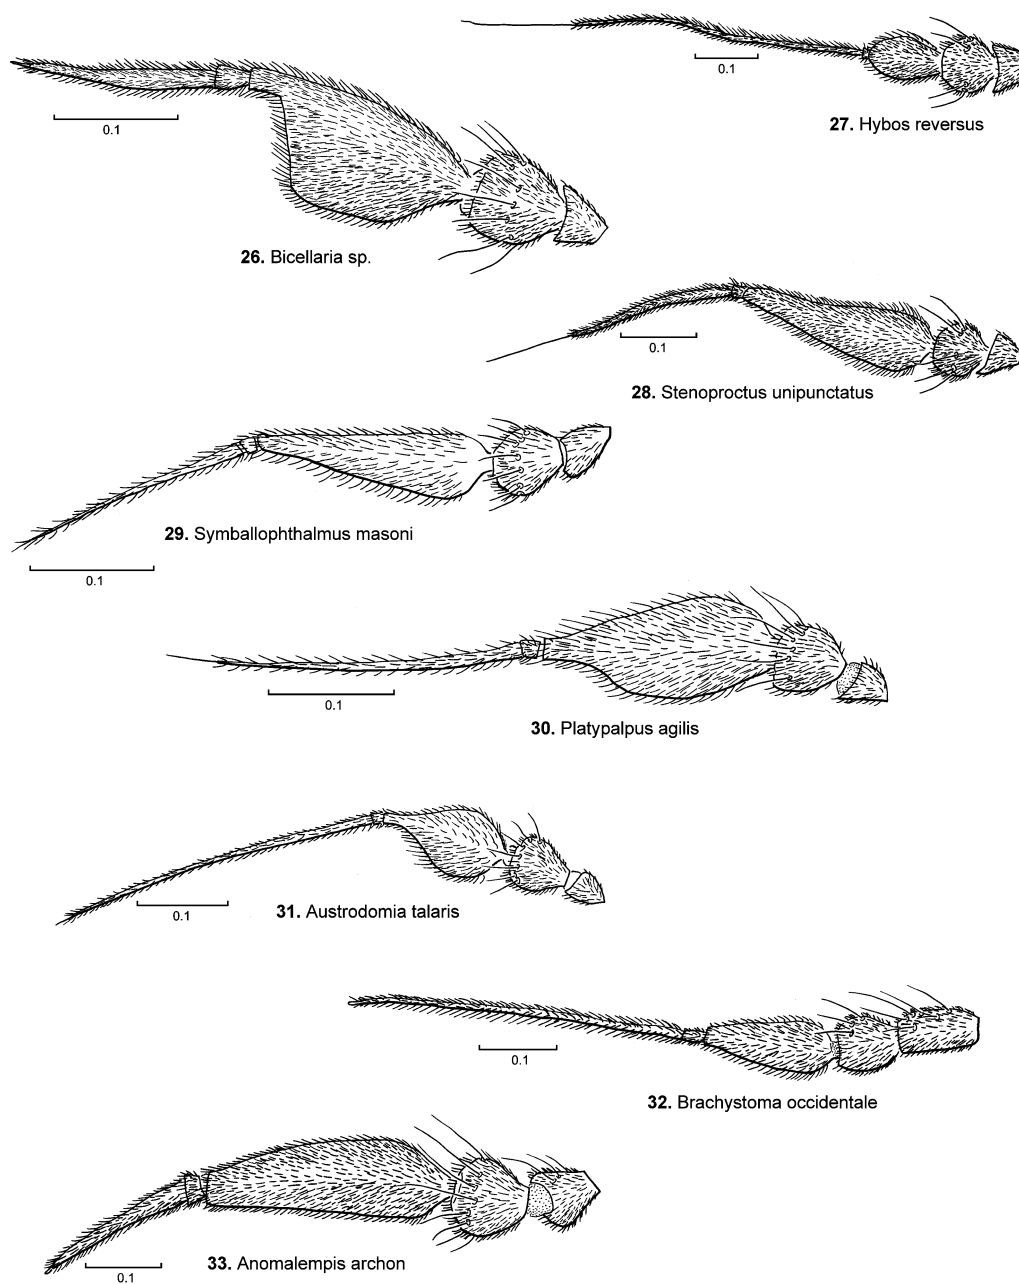 0.1
27. Hybos reversus
0.1
26. Bicellaria sp.
0.1
28. Stenoproctus unipunctatus
29. Symballophthalmus masoni
0.1
0.1
30. Platypalpus agilis
0.1
31. Austrodomia talaris
0.1
32. Brachystoma occidentale
33. Anomalempis archon
0.1